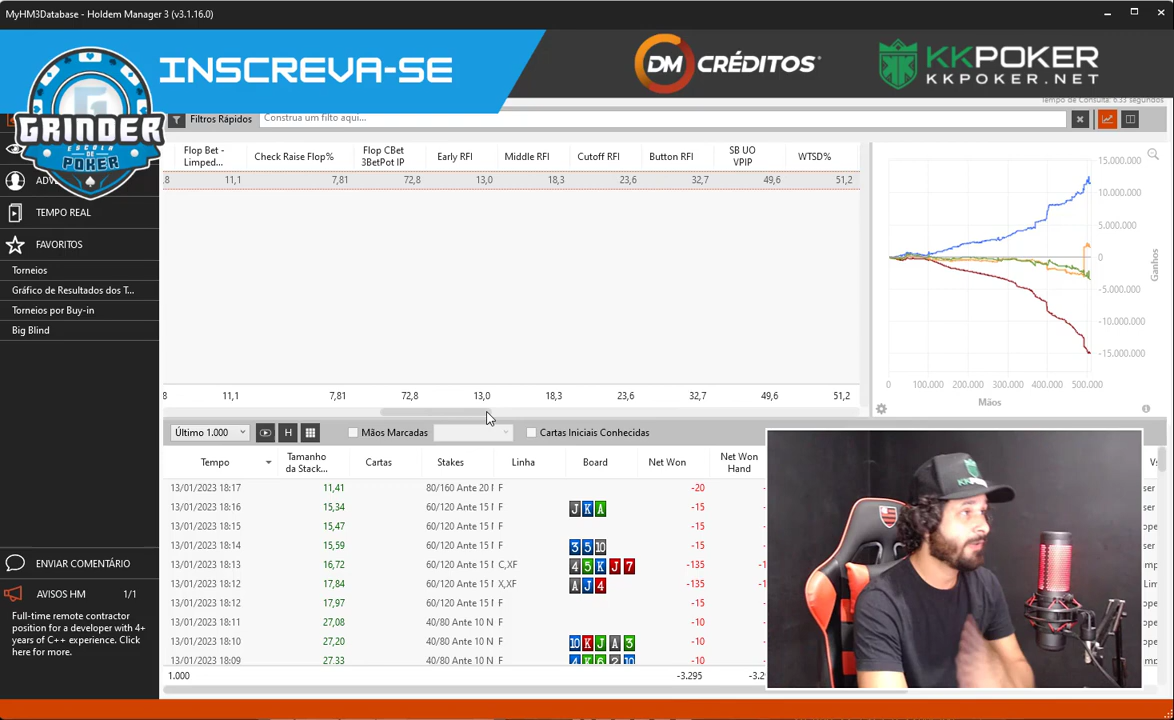 MyHM3Database - Holdem Manager 3 (v3.1.16.0)
INSCREVA-SE
DM CRÉDITOS
KKPOKER
KKPOKER.NET
GRINDER
ESCOLA DE POKER
Tempo de Consulta: 6.33 segundos
Filtros Rápidos
Construa um filto aqui...
TEMPO REAL
FAVORITOS
Torneios
Gráfico de Resultados dos T...
Torneios por Buy-in
Big Blind
ENVIAR COMENTÁRIO
AVISOS HM 1/1
Full-time remote contractor
position for a developer with 4+
years of C++ experience. Click
here for more.
Flop Bet - Limped... Check Raise Flop% Flop CBet 3BetPot IP Early RFI Middle RFI Cutoff RFI Button RFI SB UO VPIP WTSD%
.8 11,1 7,81 72,8 13,0 18,3 23,6 32,7 49,6 51,2
8 11,1 7,81 72,8 13,0 18,3 23,6 32,7 49,6 51,2
15.000.000
10.000.000
5.000.000
0
-5.000.000
-10.000.000
-15.000.000
Ganhos
0 100.000 200.000 300.000 400.000 500.000
Mãos
Último 1.000 H Mãos Marcadas Cartas Iniciais Conhecidas
Tempo Tamanho da Stack... Cartas Stakes Linha Board Net Won Net Won Hand
13/01/2023 18:17 11,41 80/160 Ante 20 F -20
13/01/2023 18:16 15,34 60/120 Ante 15 F J K A -15
13/01/2023 18:15 15,47 60/120 Ante 15 F -15
13/01/2023 18:14 15,59 60/120 Ante 15 F 3 5 10 -15
13/01/2023 18:13 16,72 60/120 Ante 15 C,XF 4 5 K J 7 -135
13/01/2023 18:12 17,84 60/120 Ante 15 X,XF A J 4 -135
13/01/2023 18:12 17,97 60/120 Ante 15 F -15
13/01/2023 18:11 27,08 40/80 Ante 10 N F -10
13/01/2023 18:10 27,20 40/80 Ante 10 N F 10 K J A 3 -10
13/01/2023 18:09 27,33 40/80 Ante 10 N F 4 K 6 2 10 -10
1.000 -3.295